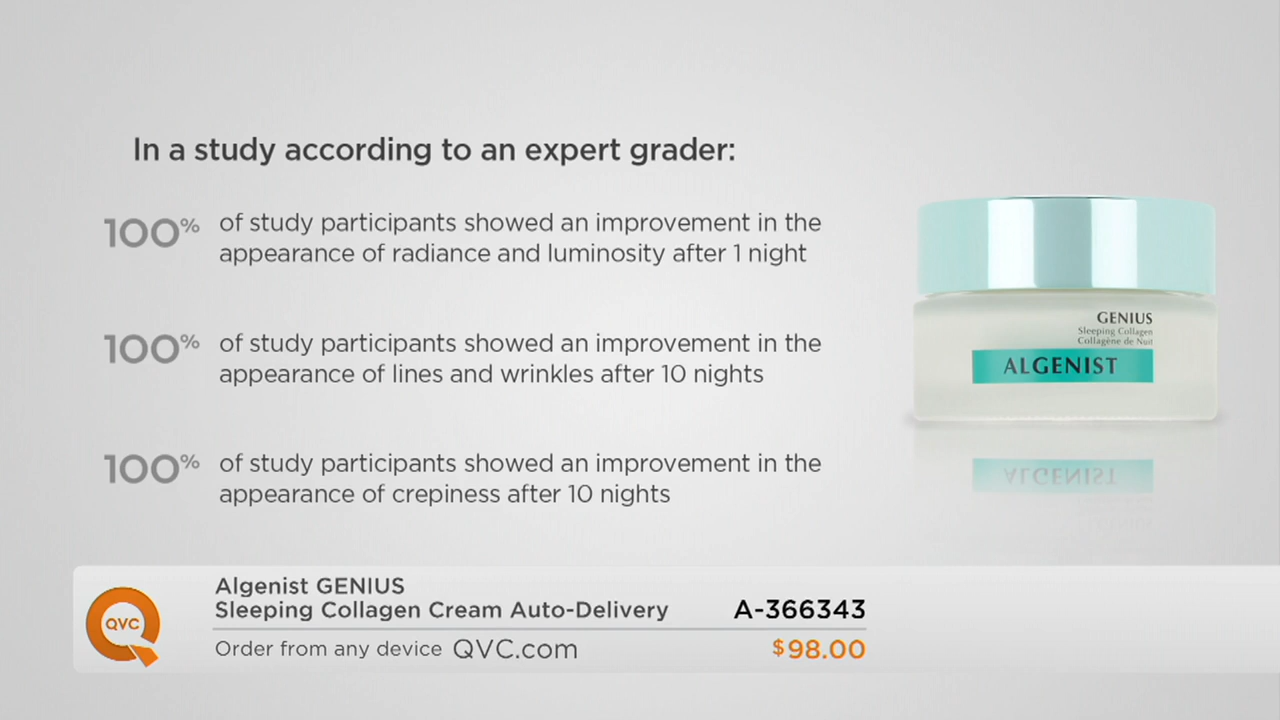 In a study according to an expert grader:
100% of study participants showed an improvement in the
appearance of radiance and luminosity after 1 night
100% of study participants showed an improvement in the
appearance of lines and wrinkles after 10 nights
100% of study participants showed an improvement in the
appearance of crepiness after 10 nights
GENIUS
Sleeping Collagen
Collagène de Nuit
ALGENIST
QVC
Algenist GENIUS
Sleeping Collagen Cream Auto-Delivery A-366343
Order from any device QVC.com $98.00